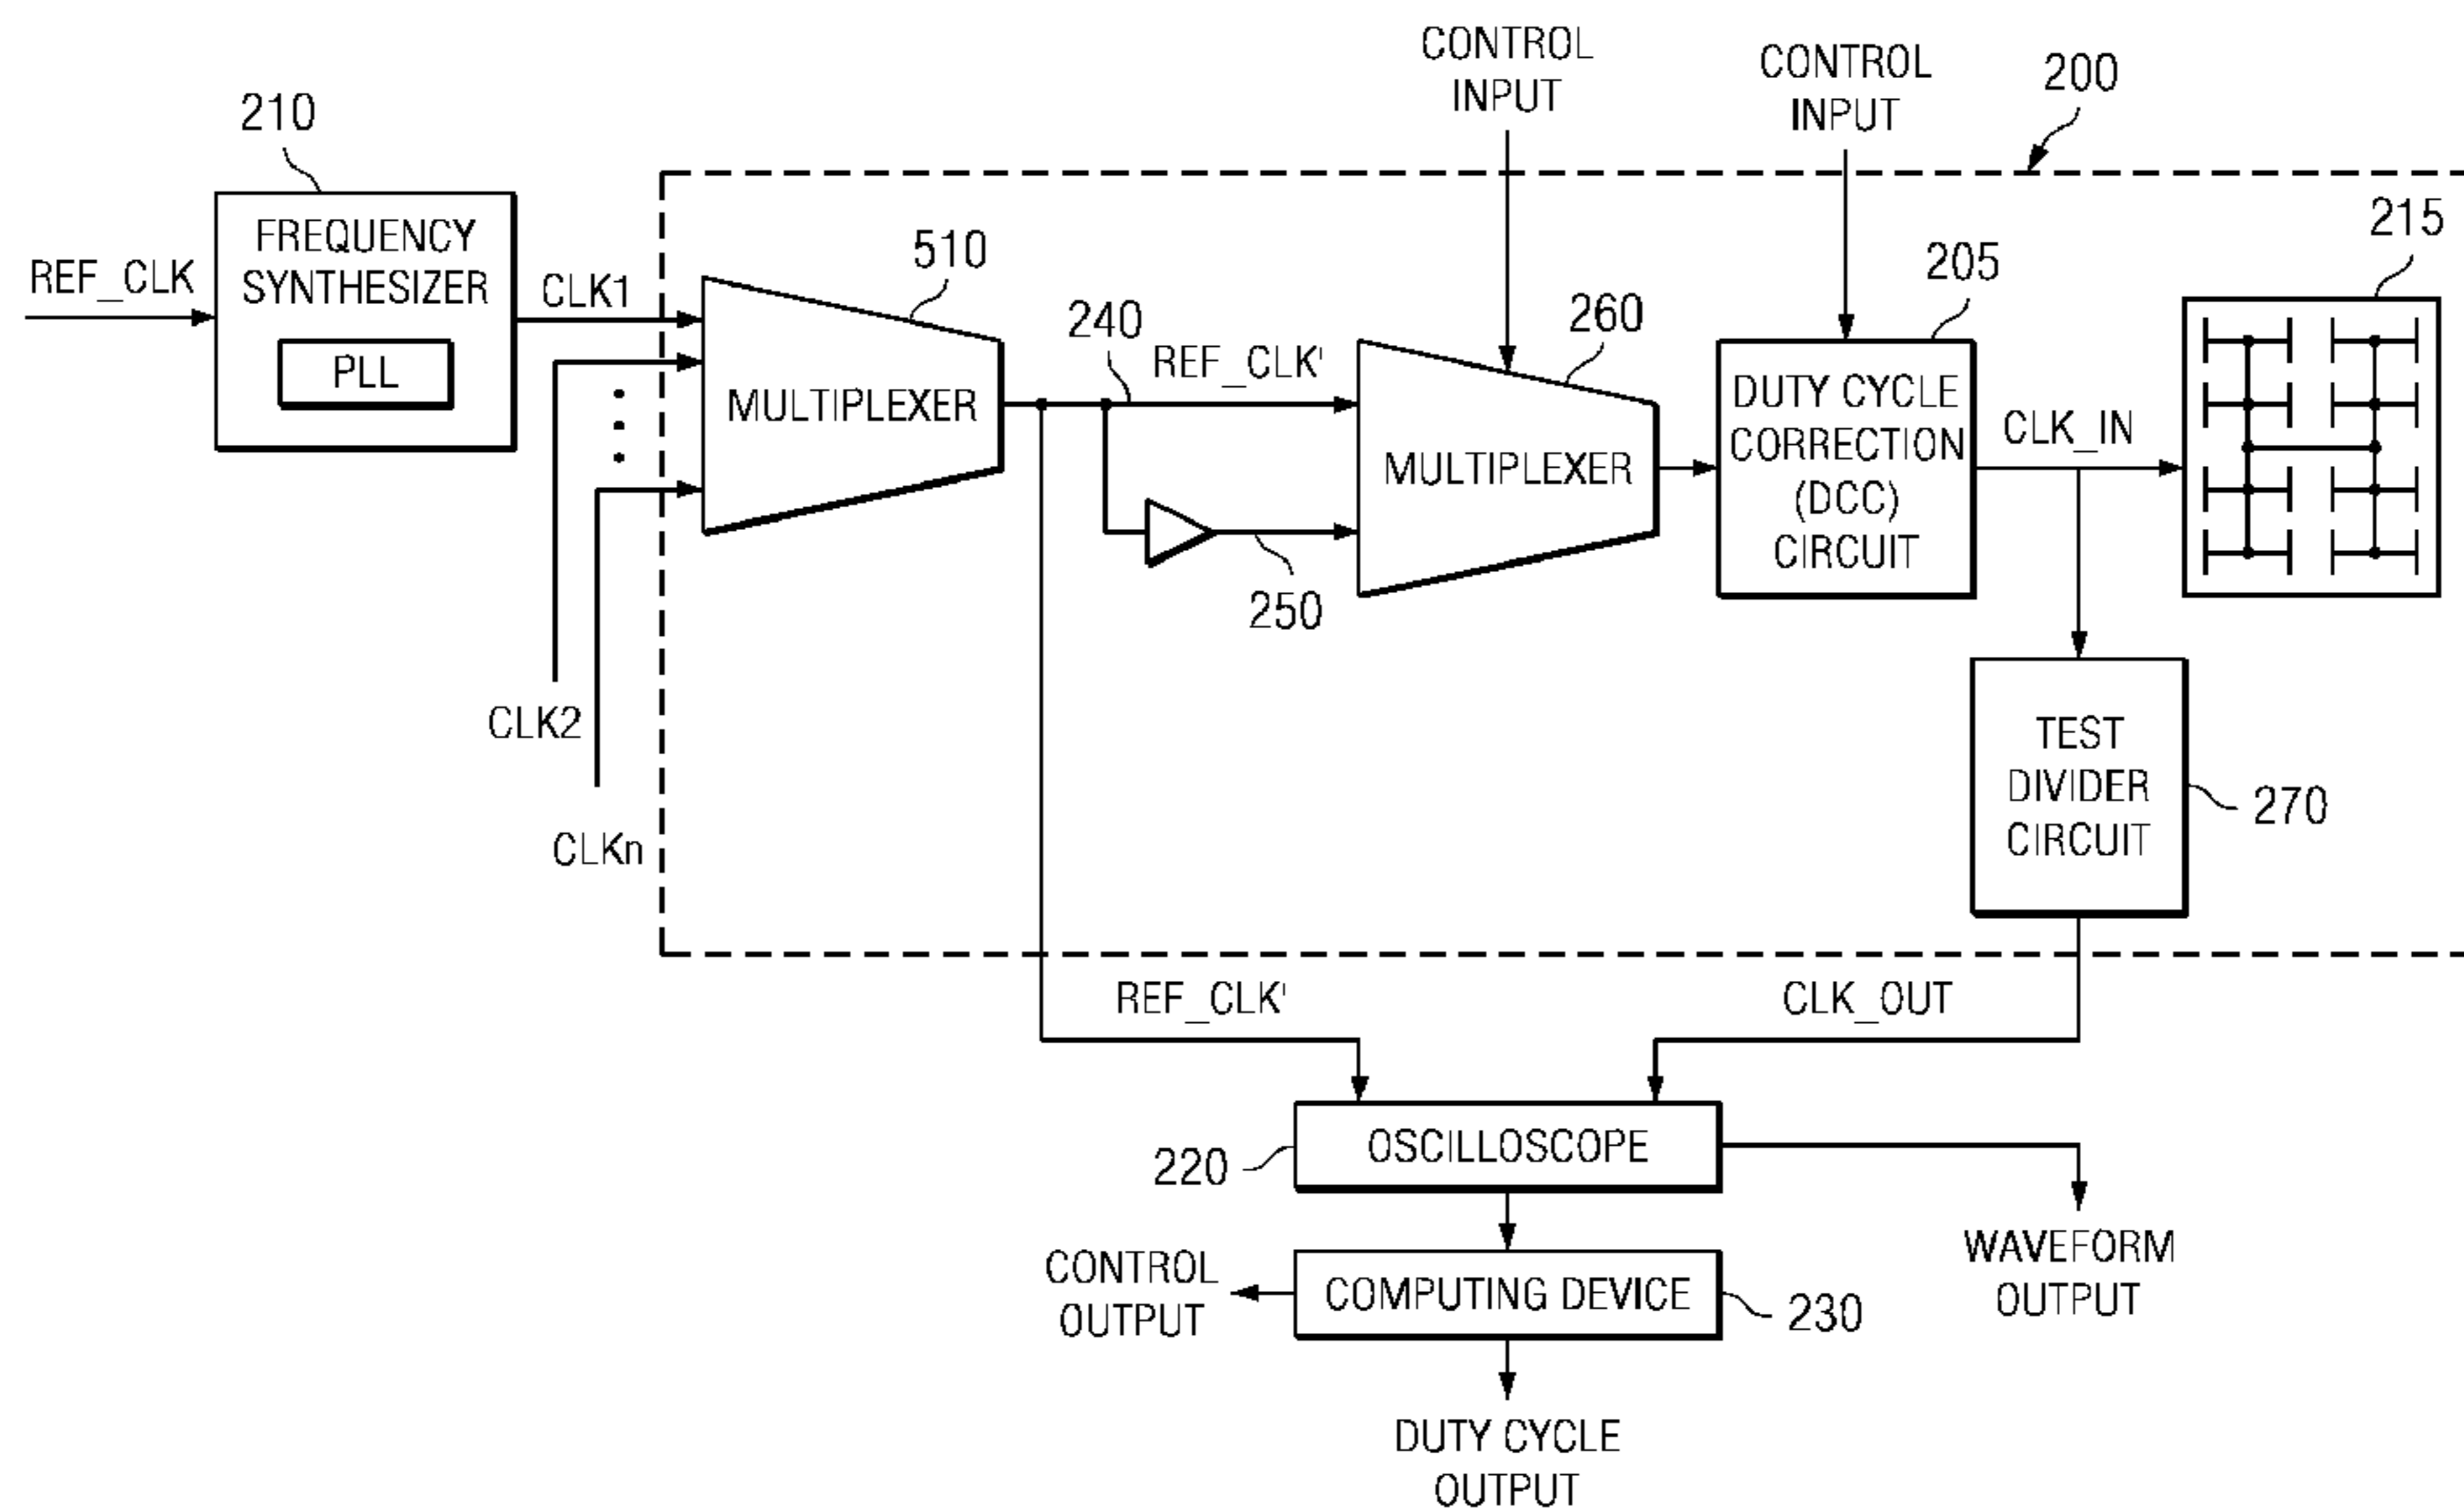 CONTROL
INPUT
CONTROL
INPUT
200
210
215
FREQUENCY
SYNTHESIZER
PLL
REF_CLK
CLK1
510
MULTIPLEXER
240
REF_CLK'
260
MULTIPLEXER
205
DUTY CYCLE
CORRECTION
(DCC)
CIRCUIT
CLK_IN
250
CLK2
CLKn
TEST
DIVIDER
CIRCUIT
270
REF_CLK'
CLK_OUT
OSCILLOSCOPE
220
WAVEFORM
OUTPUT
CONTROL
OUTPUT
COMPUTING DEVICE
230
DUTY CYCLE
OUTPUT